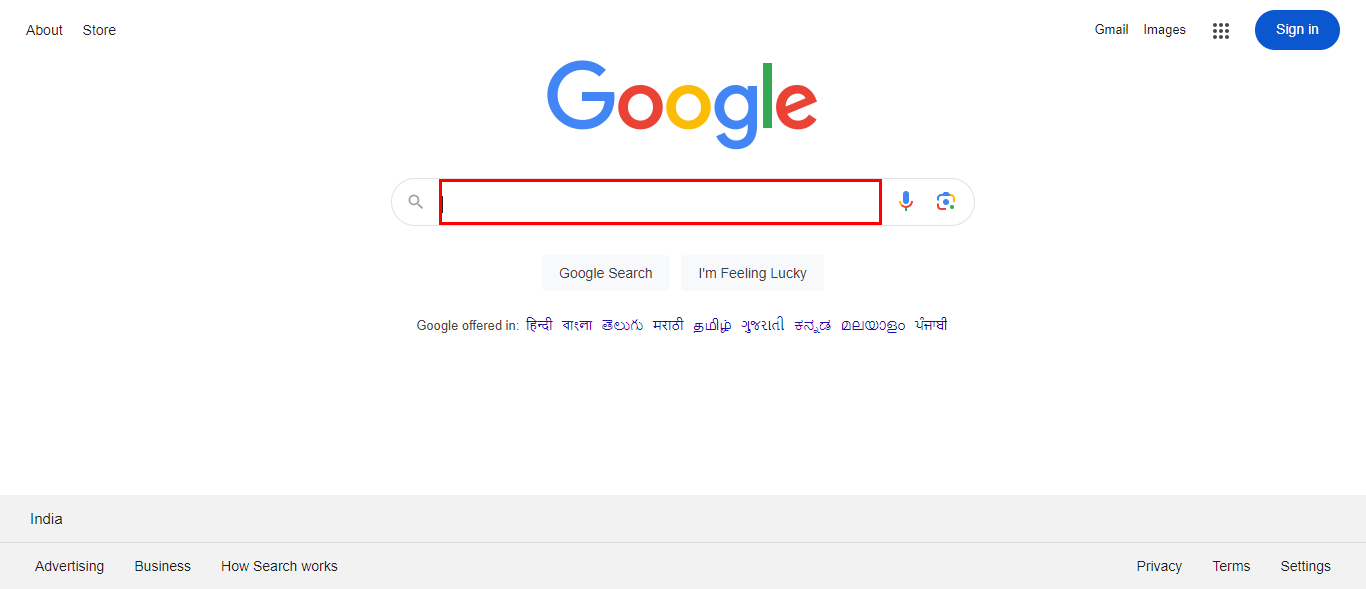 About Store Gmail Images Sign in
Google
Google Search I'm Feeling Lucky
Google offered in: हिन्दी বাংলা తెలుగు मराठी தமிழ் ગુજરાતી ಕನ್ನಡ മലയാളം ਪੰਜਾਬੀ
India
Advertising Business How Search works Privacy Terms Settings